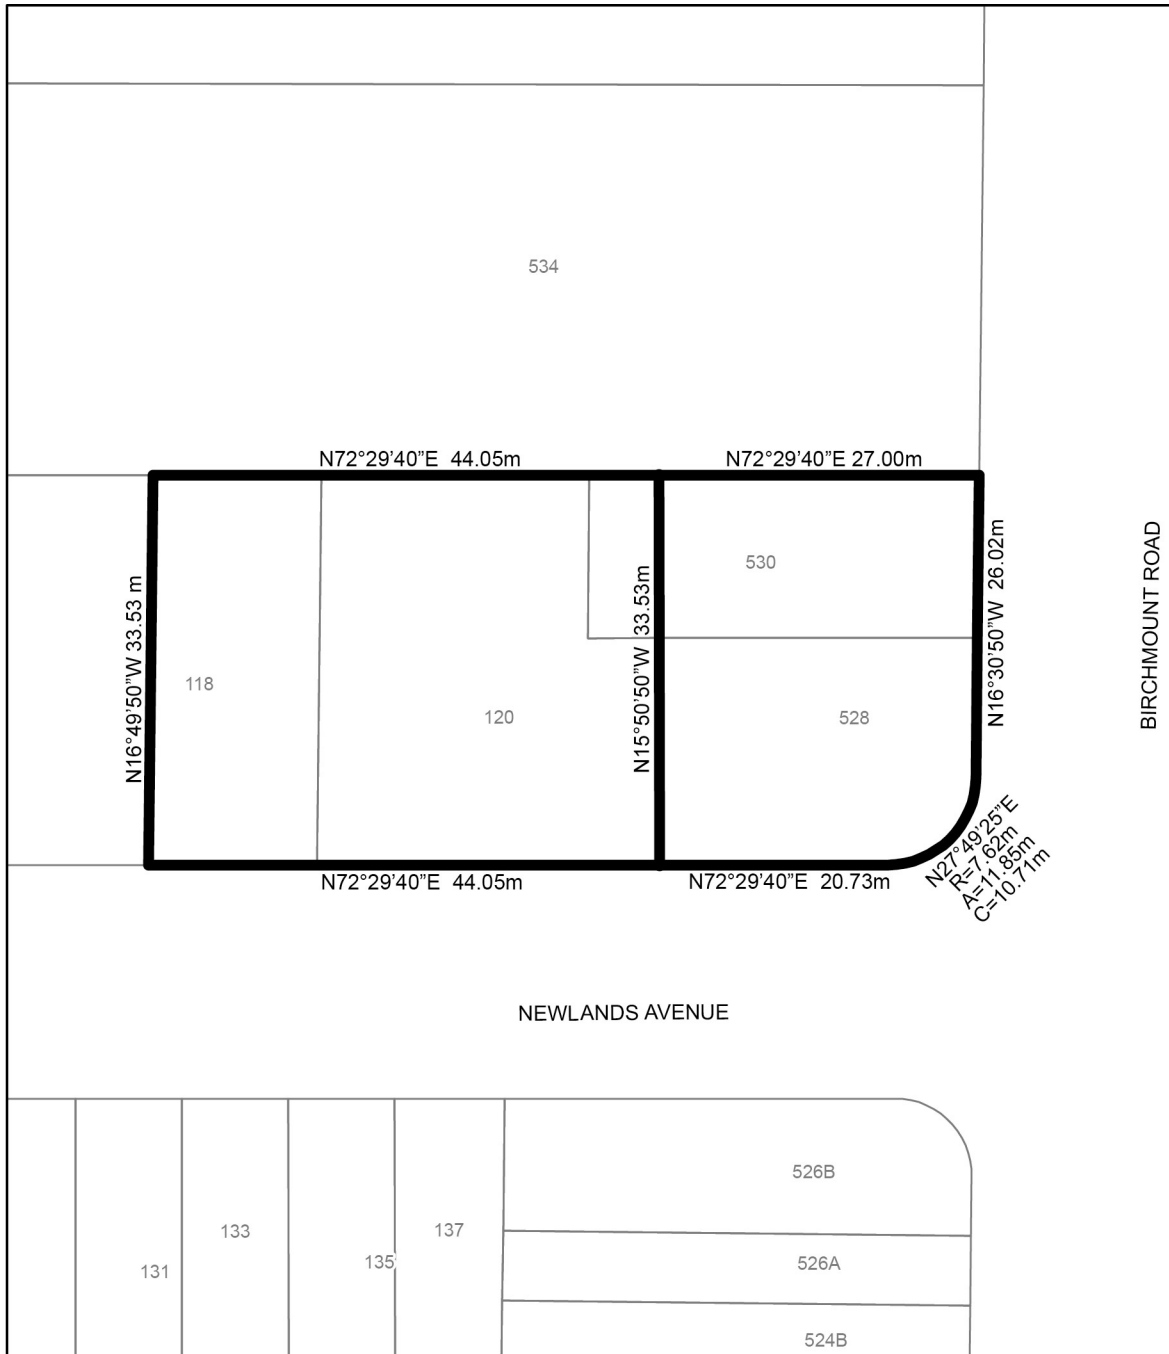 534
N72°29’40”E 44.05m
N72°29’40”E 27.00m
N16°49’50”W 33.53 m
118
120
N15°50’50”W 33.53m
530
528
N16°30’50”W 26.02m
BIRCHMOUNT ROAD
N27°49’25”E
R=7.62m
A=11.85m
C=10.71m
N72°29’40”E 44.05m
N72°29’40”E 20.73m
NEWLANDS AVENUE
131
133
135
137
526B
526A
524B